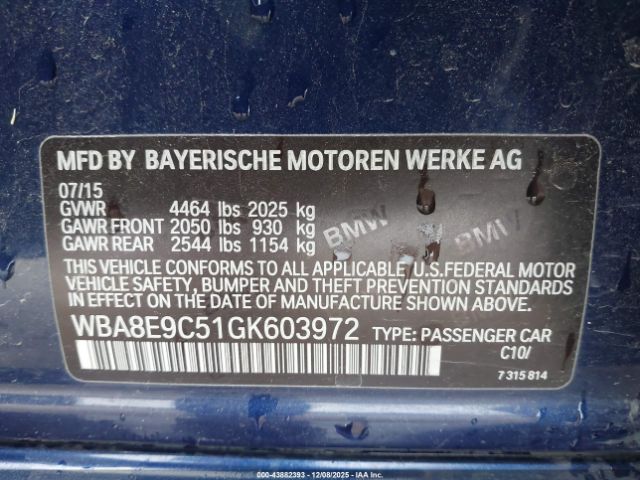 MFD BY BAYERISCHE MOTOREN WERKE AG
07/15
GVWR 4464 lbs 2025 kg
GAWR FRONT 2050 lbs 930 kg
GAWR REAR 2544 lbs 1154 kg
BMW BMW
THIS VEHICLE CONFORMS TO ALL APPLICABLE U.S.FEDERAL MOTOR
VEHICLE SAFETY, BUMPER AND THEFT PREVENTION STANDARDS
IN EFFECT ON THE DATE OF MANUFACTURE SHOWN ABOVE.
WBA8E9C51GK603972 TYPE: PASSENGER CAR
C10/
7 315 814
000-43882393 - 12/08/2025 - IAA Inc.